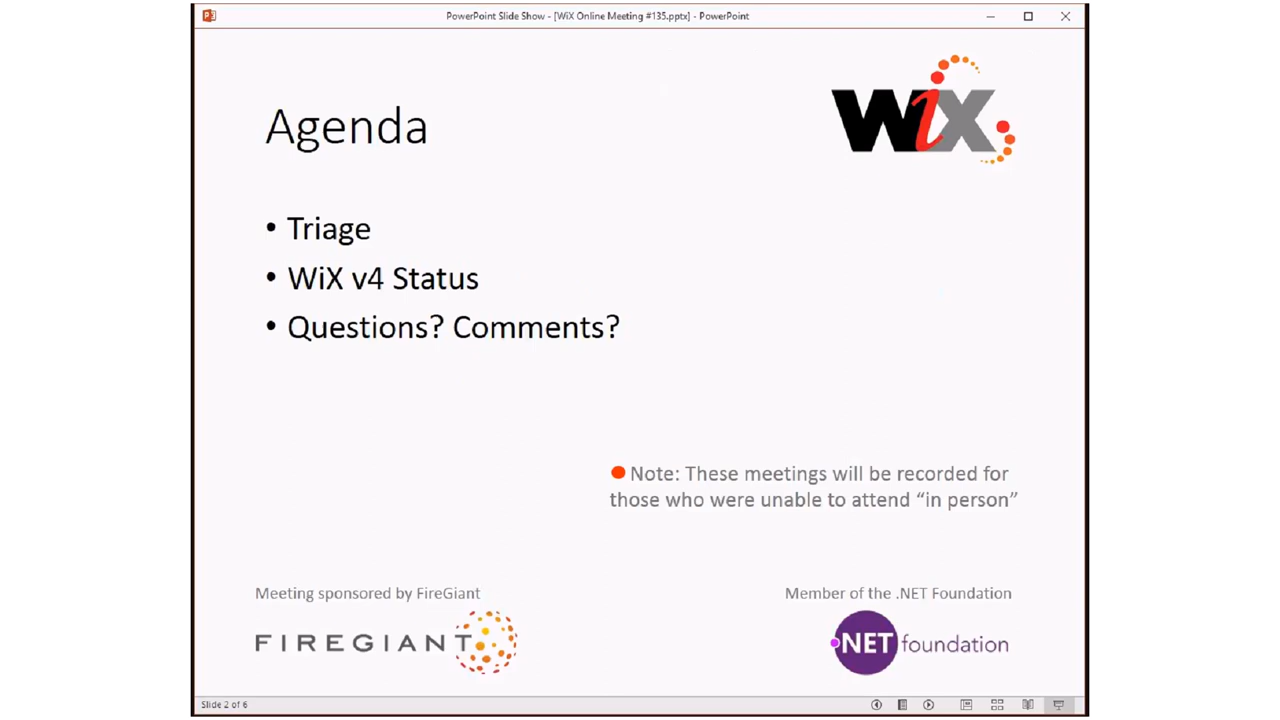 PowerPoint Slide Show - [WiX Online Meeting #135.pptx] - PowerPoint
WiX
Agenda
• Triage
• WiX v4 Status
• Questions? Comments?
Note: These meetings will be recorded for
those who were unable to attend “in person”
Meeting sponsored by FireGiant
FIREGIANT
Member of the .NET Foundation
.NET foundation
Slide 2 of 6